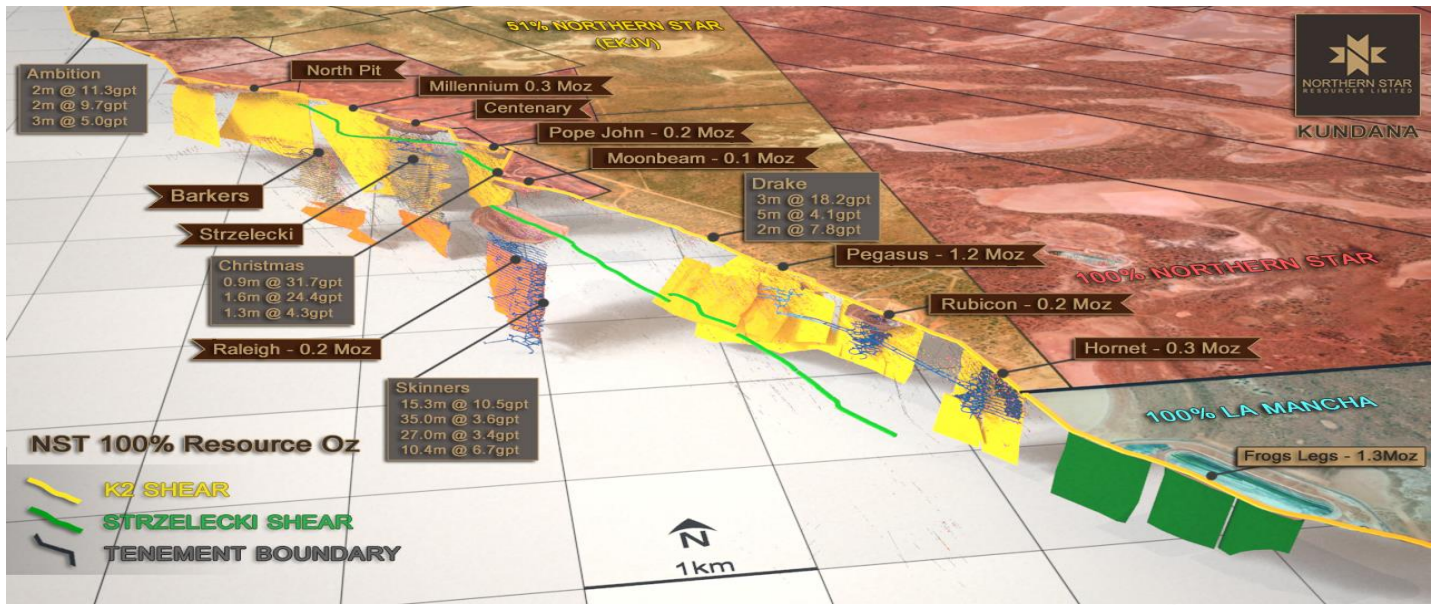 51% NORTHERN STAR
(EKJV)
NORTHERN STAR
RESOURCES LIMITED
KUNDANA
Ambition
2m @ 11.3gpt
2m @ 9.7gpt
3m @ 5.0gpt
North Pit
Millennium 0.3 Moz
Centenary
Pope John - 0.2 Moz
Moonbeam - 0.1 Moz
Drake
3m @ 18.2gpt
5m @ 4.1gpt
2m @ 7.8gpt
Barkers
Strzelecki
Christmas
0.9m @ 31.7gpt
1.6m @ 24.4gpt
1.3m @ 4.3gpt
Pegasus - 1.2 Moz
100% NORTHERN STAR
Rubicon - 0.2 Moz
Raleigh - 0.2 Moz
Hornet - 0.3 Moz
Skinners
15.3m @ 10.5gpt
35.0m @ 3.6gpt
27.0m @ 3.4gpt
10.4m @ 6.7gpt
100% LA MANCHA
Frogs Legs - 1.3Moz
NST 100% Resource Oz
K2 SHEAR
STRZELECKI SHEAR
TENEMENT BOUNDARY
N
1km